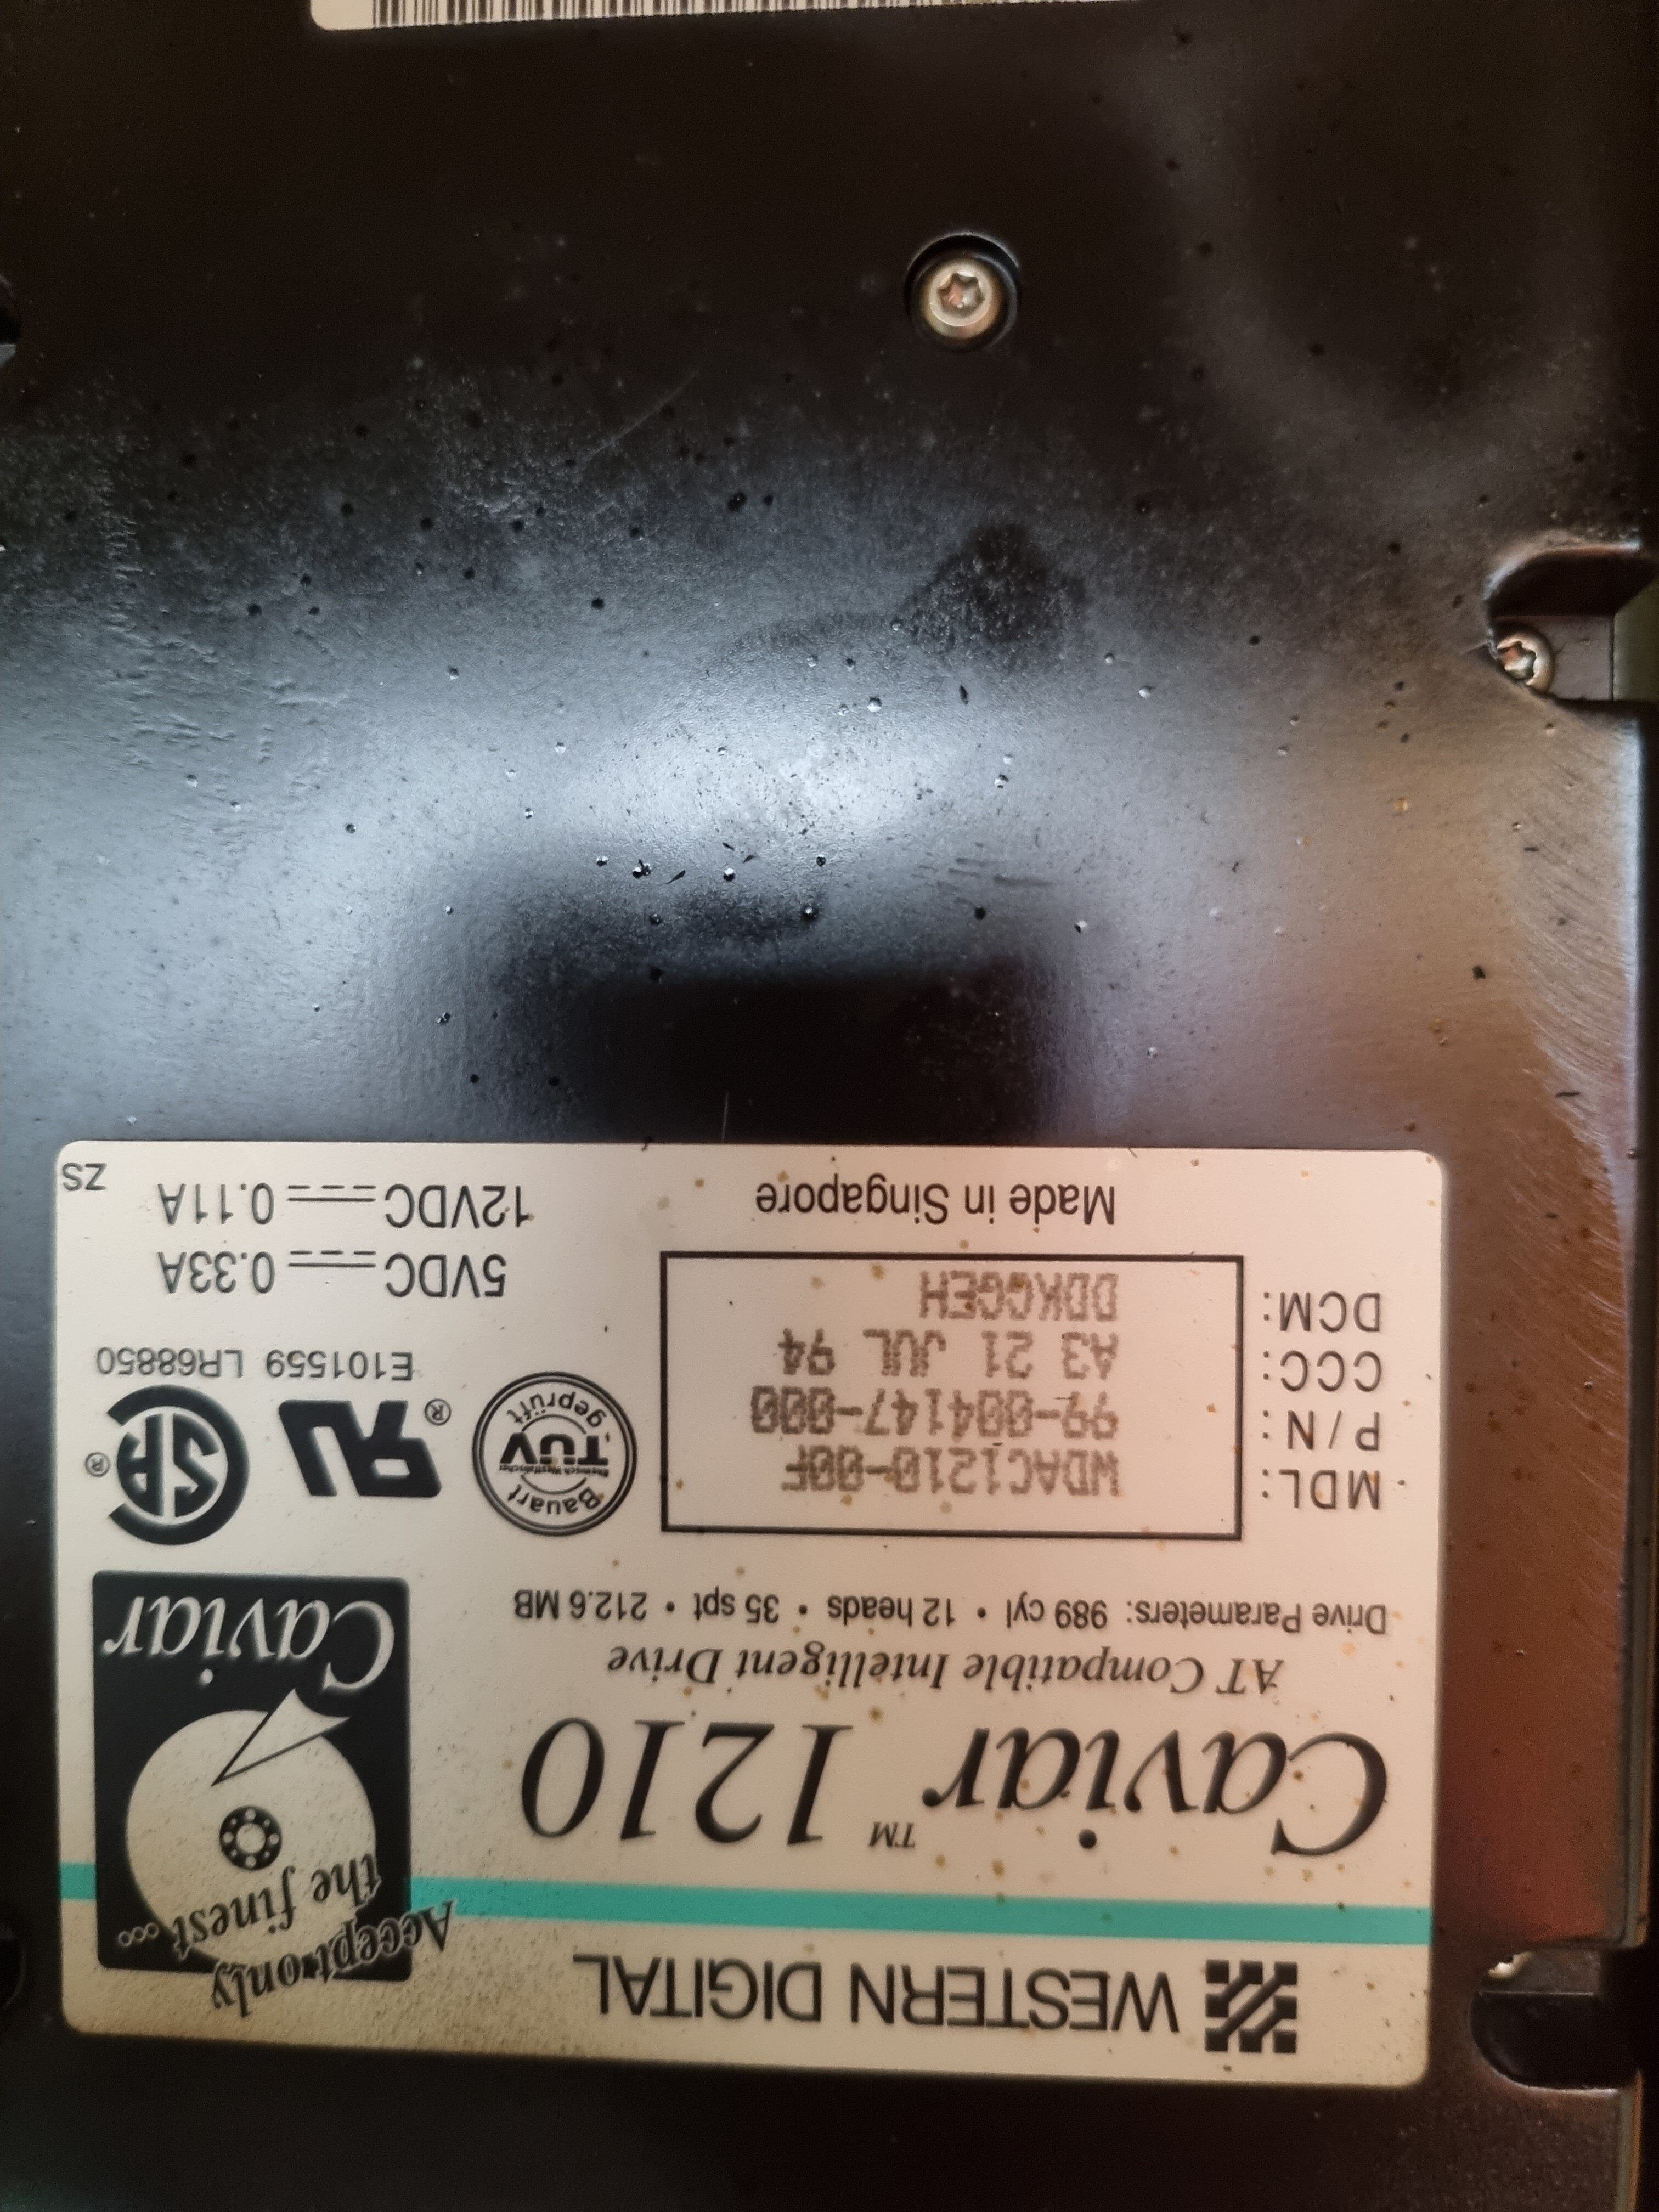 WESTERN DIGITAL
Accept only
the finest...
Caviar
Caviar™ 1210
AT Compatible Intelligent Drive
Drive Parameters: 989 cyl • 12 heads • 35 spt • 212.6 MB
MDL: WDAC1210-00F
P/N: 99-004147-000
CCC: A3 21 JUL 94
DCM: DDKGGEH
Made in Singapore
Bauart
TÜV
geprüft
®
®
E101559 LR68850
5VDC 0.33A
12VDC 0.11A
ZS